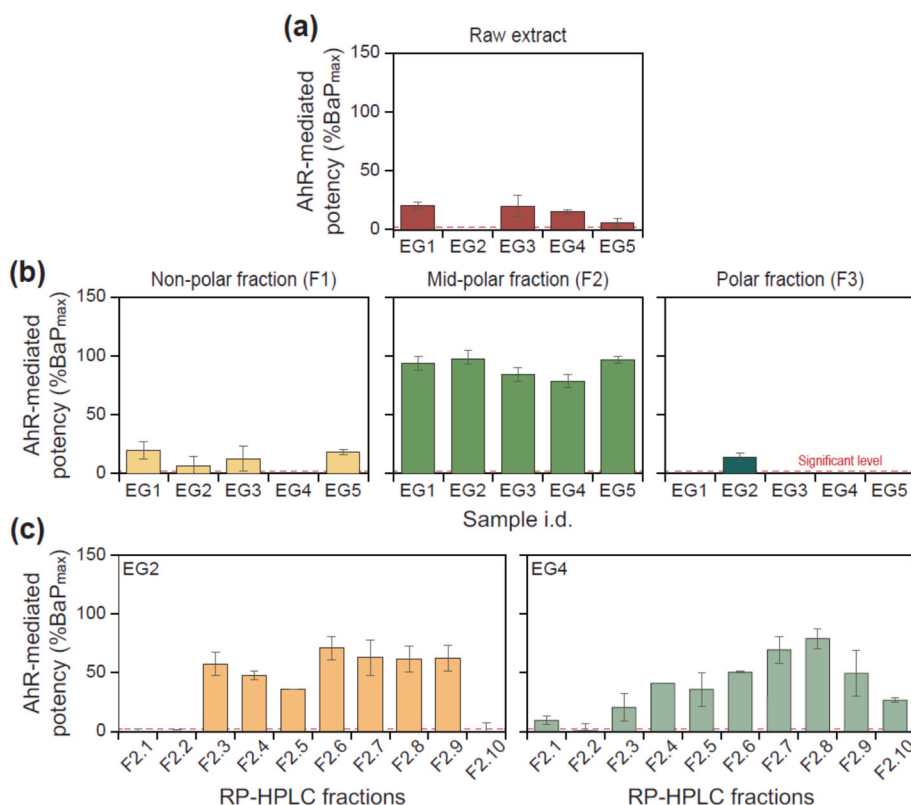 (a)
Raw extract
AhR-mediated
potency (%BaPmax)
150
100
50
0
EG1 EG2 EG3 EG4 EG5
(b)
Non-polar fraction (F1) Mid-polar fraction (F2) Polar fraction (F3)
AhR-mediated
potency (%BaPmax)
150
100
50
0
Significant level
EG1 EG2 EG3 EG4 EG5 EG1 EG2 EG3 EG4 EG5 EG1 EG2 EG3 EG4 EG5
Sample i.d.
(c)
AhR-mediated
potency (%BaPmax)
150
100
50
0
EG2 EG4
F2.1 F2.2 F2.3 F2.4 F2.5 F2.6 F2.7 F2.8 F2.9 F2.10 F2.1 F2.2 F2.3 F2.4 F2.5 F2.6 F2.7 F2.8 F2.9 F2.10
RP-HPLC fractions RP-HPLC fractions